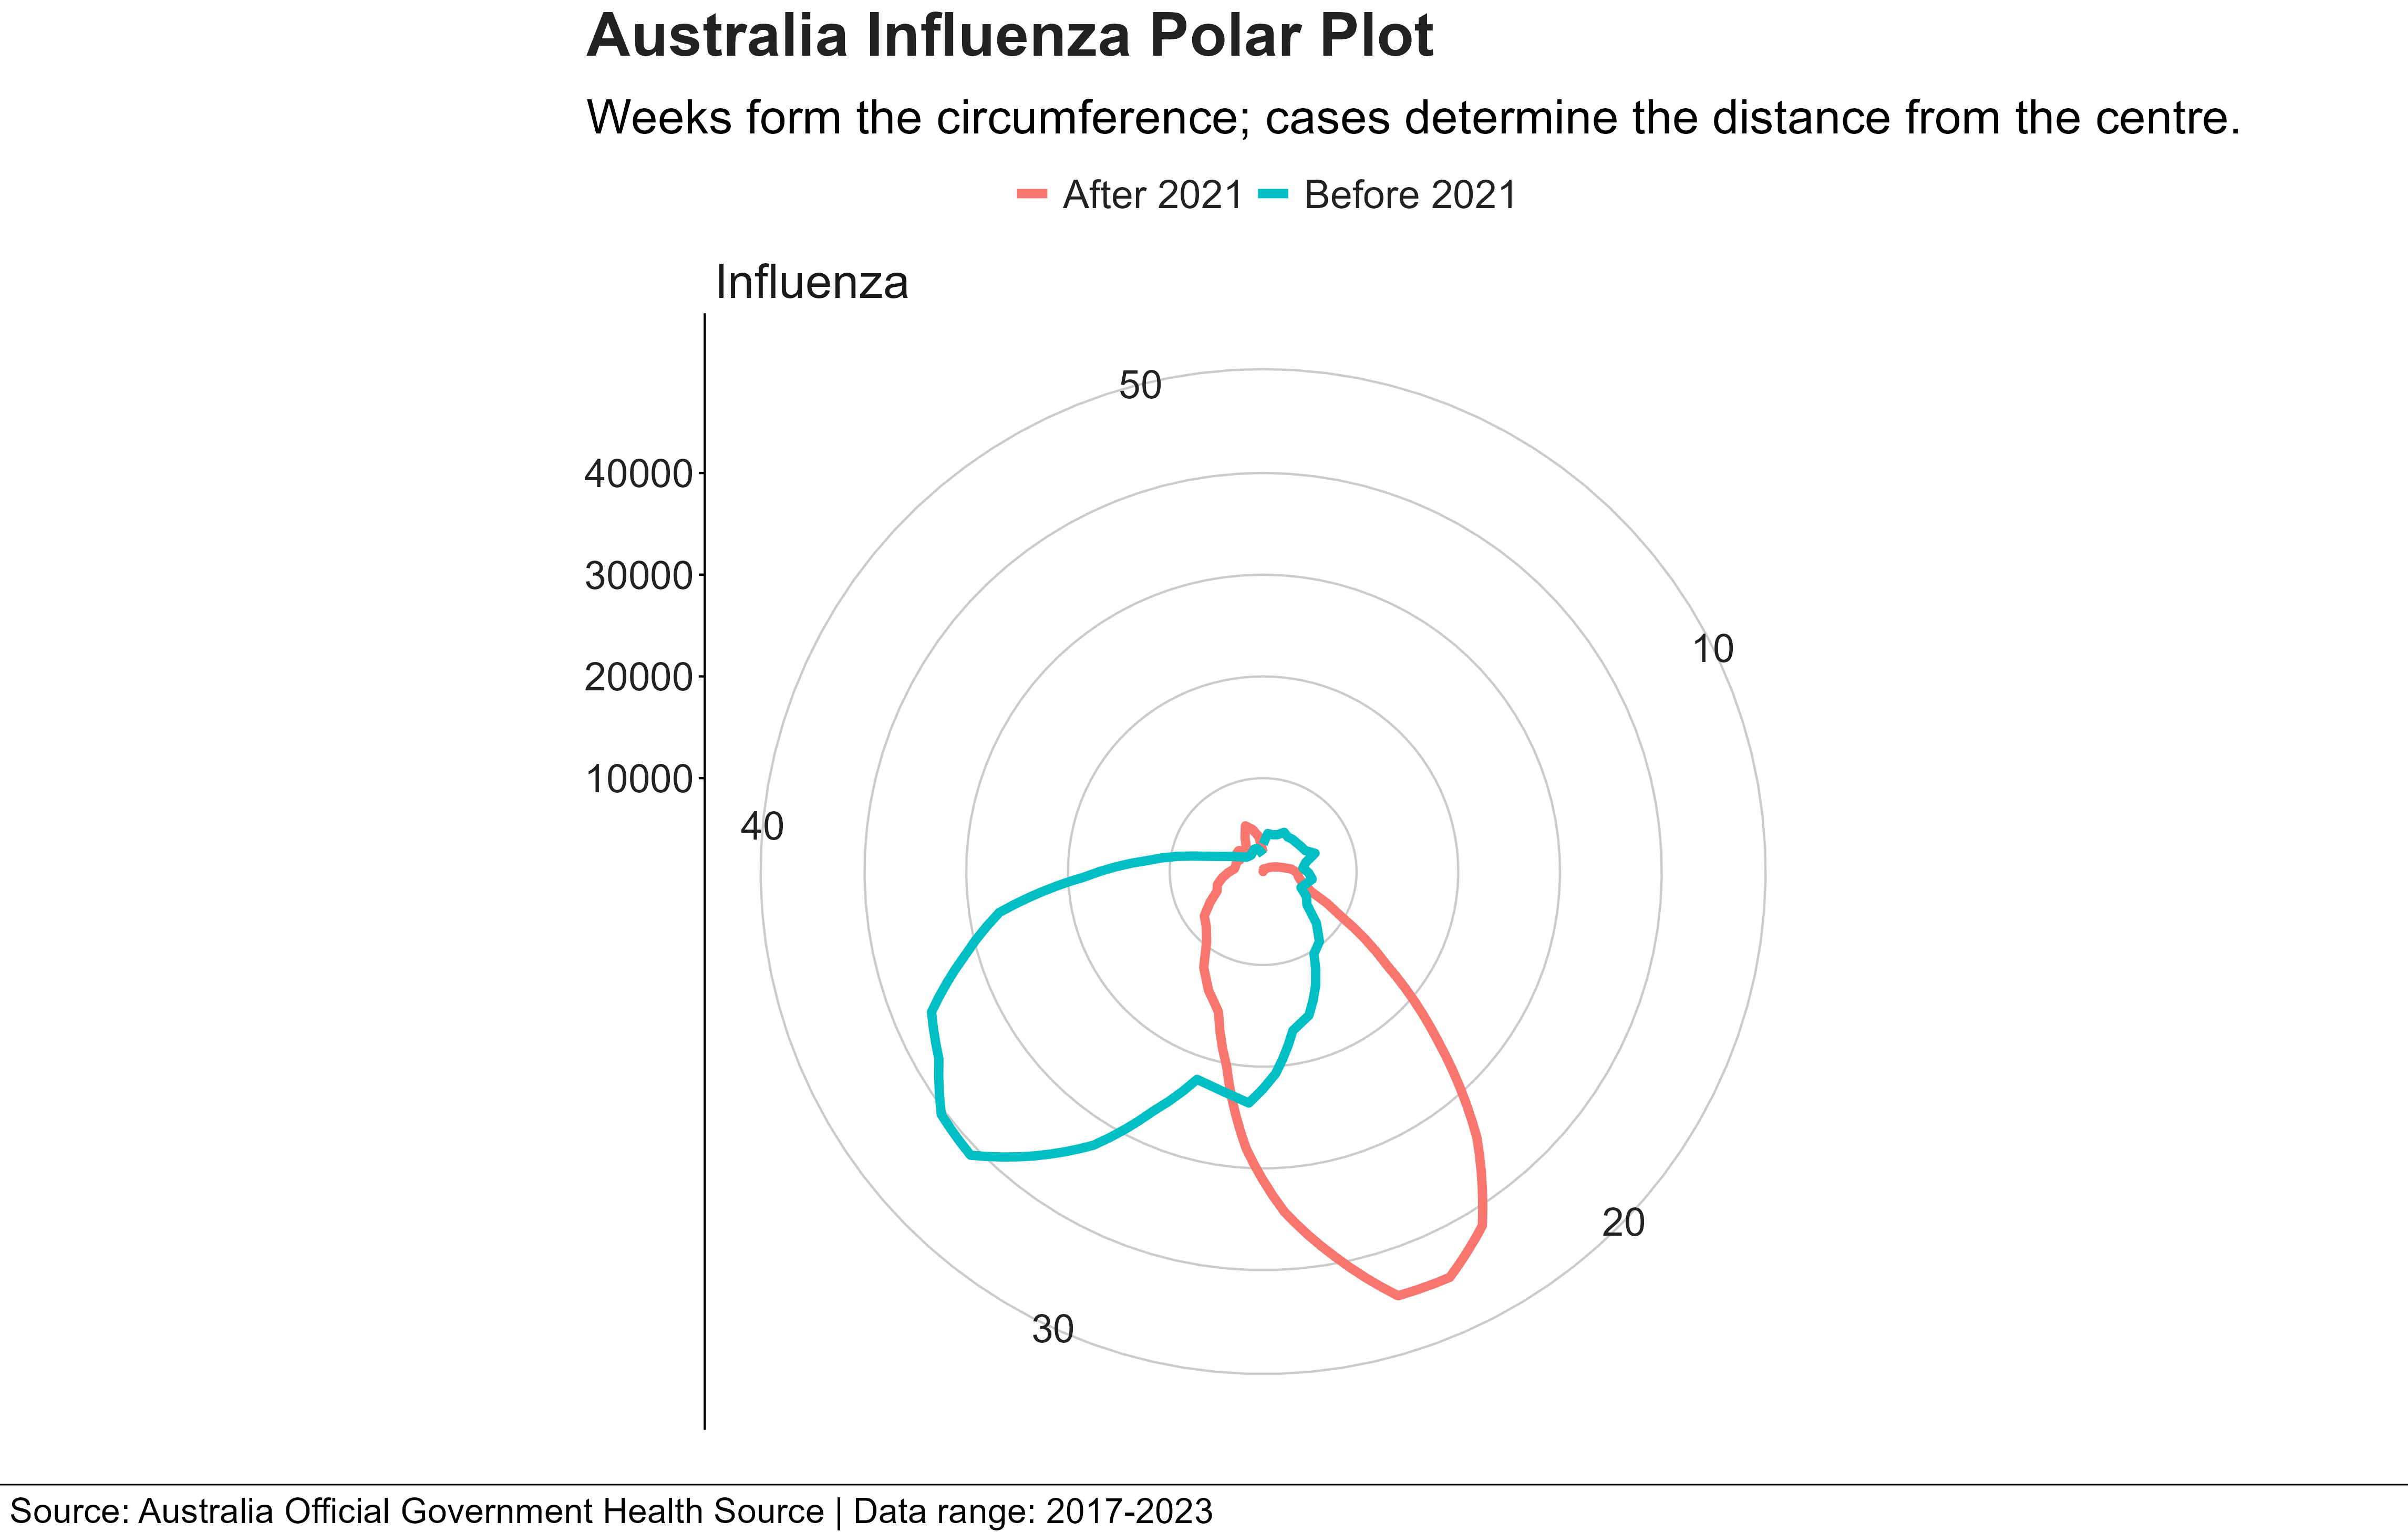 Australia Influenza Polar Plot
Weeks form the circumference; cases determine the distance from the centre.
After 2021 Before 2021
Influenza
50
40000
30000
10
20000
10000
40
20
30
Source: Australia Official Government Health Source | Data range: 2017-2023